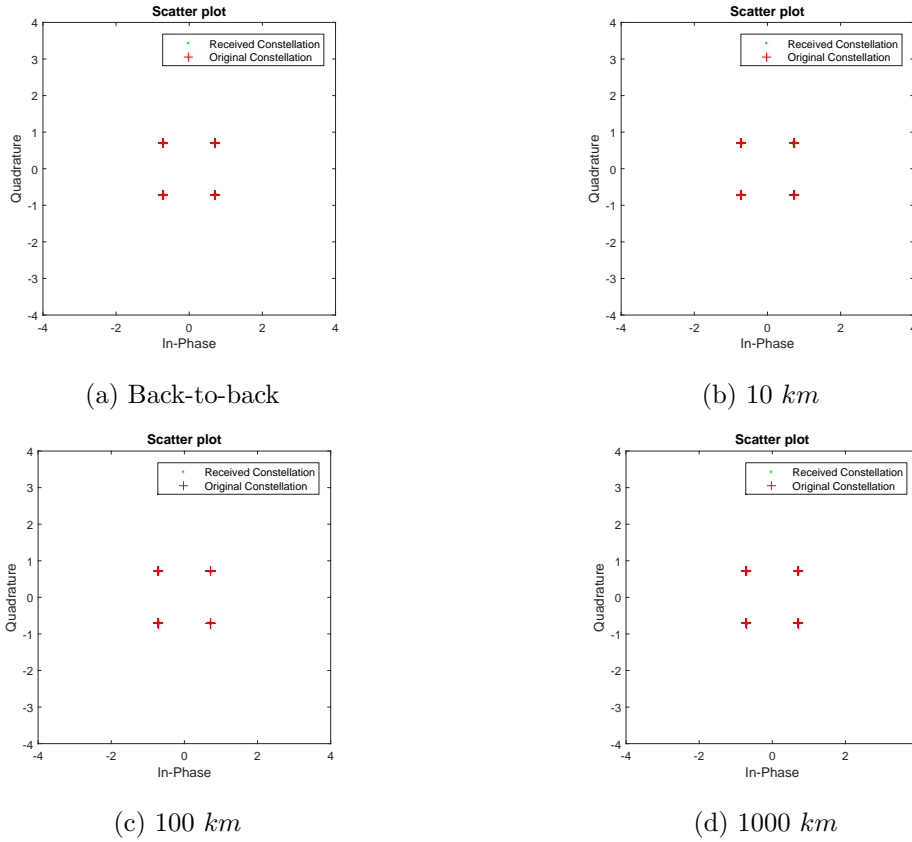 Scatter plot
Received Constellation
Original Constellation
4
3
2
1
0
-1
-2
-3
-4
Quadrature
-4 -2 0 2 4
In-Phase
(a) Back-to-back
Scatter plot
Received Constellation
Original Constellation
4
3
2
1
0
-1
-2
-3
-4
Quadrature
-4 -2 0 2 4
In-Phase
(b) 10 km
Scatter plot
Received Constellation
Original Constellation
4
3
2
1
0
-1
-2
-3
-4
Quadrature
-4 -2 0 2 4
In-Phase
(c) 100 km
Scatter plot
Received Constellation
Original Constellation
4
3
2
1
0
-1
-2
-3
-4
Quadrature
-4 -2 0 2
In-Phase
(d) 1000 km